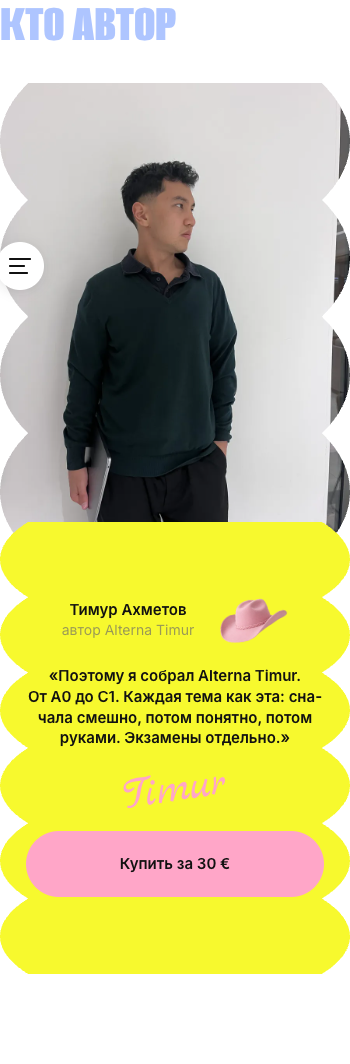 КТО АВТОР
Тимур Ахметов
автор Alterna Timur
«Поэтому я собрал Alterna Timur.
От А0 до С1. Каждая тема как эта: сна-
чала смешно, потом понятно, потом
руками. Экзамены отдельно.»
Timur
Купить за 30 €